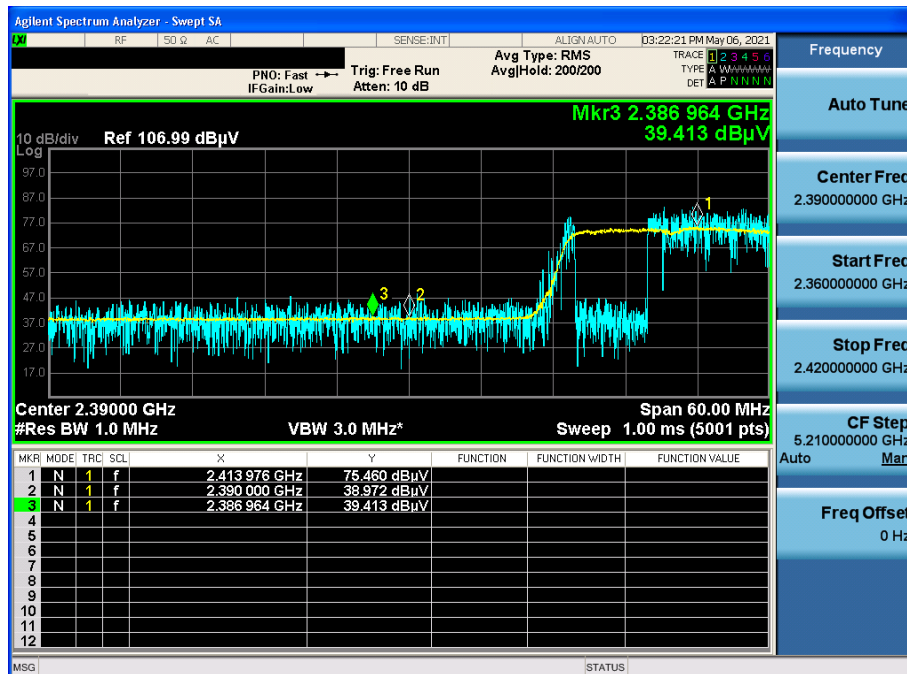 Agilent Spectrum Analyzer - Swept SA
LXI RF 50 Ω AC SENSE:INT ALIGN AUTO 03:22:21 PM May 06, 2021
Frequency
PNO: Fast Trig: Free Run Avg Type: RMS TRACE 1 2 3 4 5 6
IFGain:Low Atten: 10 dB Avg|Hold: 200/200 TYPE A WWWWW
DET A P N N N N
Auto Tune
Mkr3 2.386 964 GHz
39.413 dBµV
10 dB/div Ref 106.99 dBµV
Log
97.0
87.0
77.0
67.0
57.0
47.0
37.0
27.0
17.0
1
3 2
Center Freq
2.390000000 GHz
Start Freq
2.360000000 GHz
Stop Freq
2.420000000 GHz
Center 2.39000 GHz Span 60.00 MHz
#Res BW 1.0 MHz VBW 3.0 MHz* Sweep 1.00 ms (5001 pts)
CF Step
5.210000000 GHz
Auto Man
Freq Offset
0 Hz
MKR MODE TRC SCL X Y FUNCTION FUNCTION WIDTH FUNCTION VALUE
1 N 1 f 2.413 976 GHz 75.460 dBµV
2 N 1 f 2.390 000 GHz 38.972 dBµV
3 N 1 f 2.386 964 GHz 39.413 dBµV
4
5
6
7
8
9
10
11
12
MSG STATUS